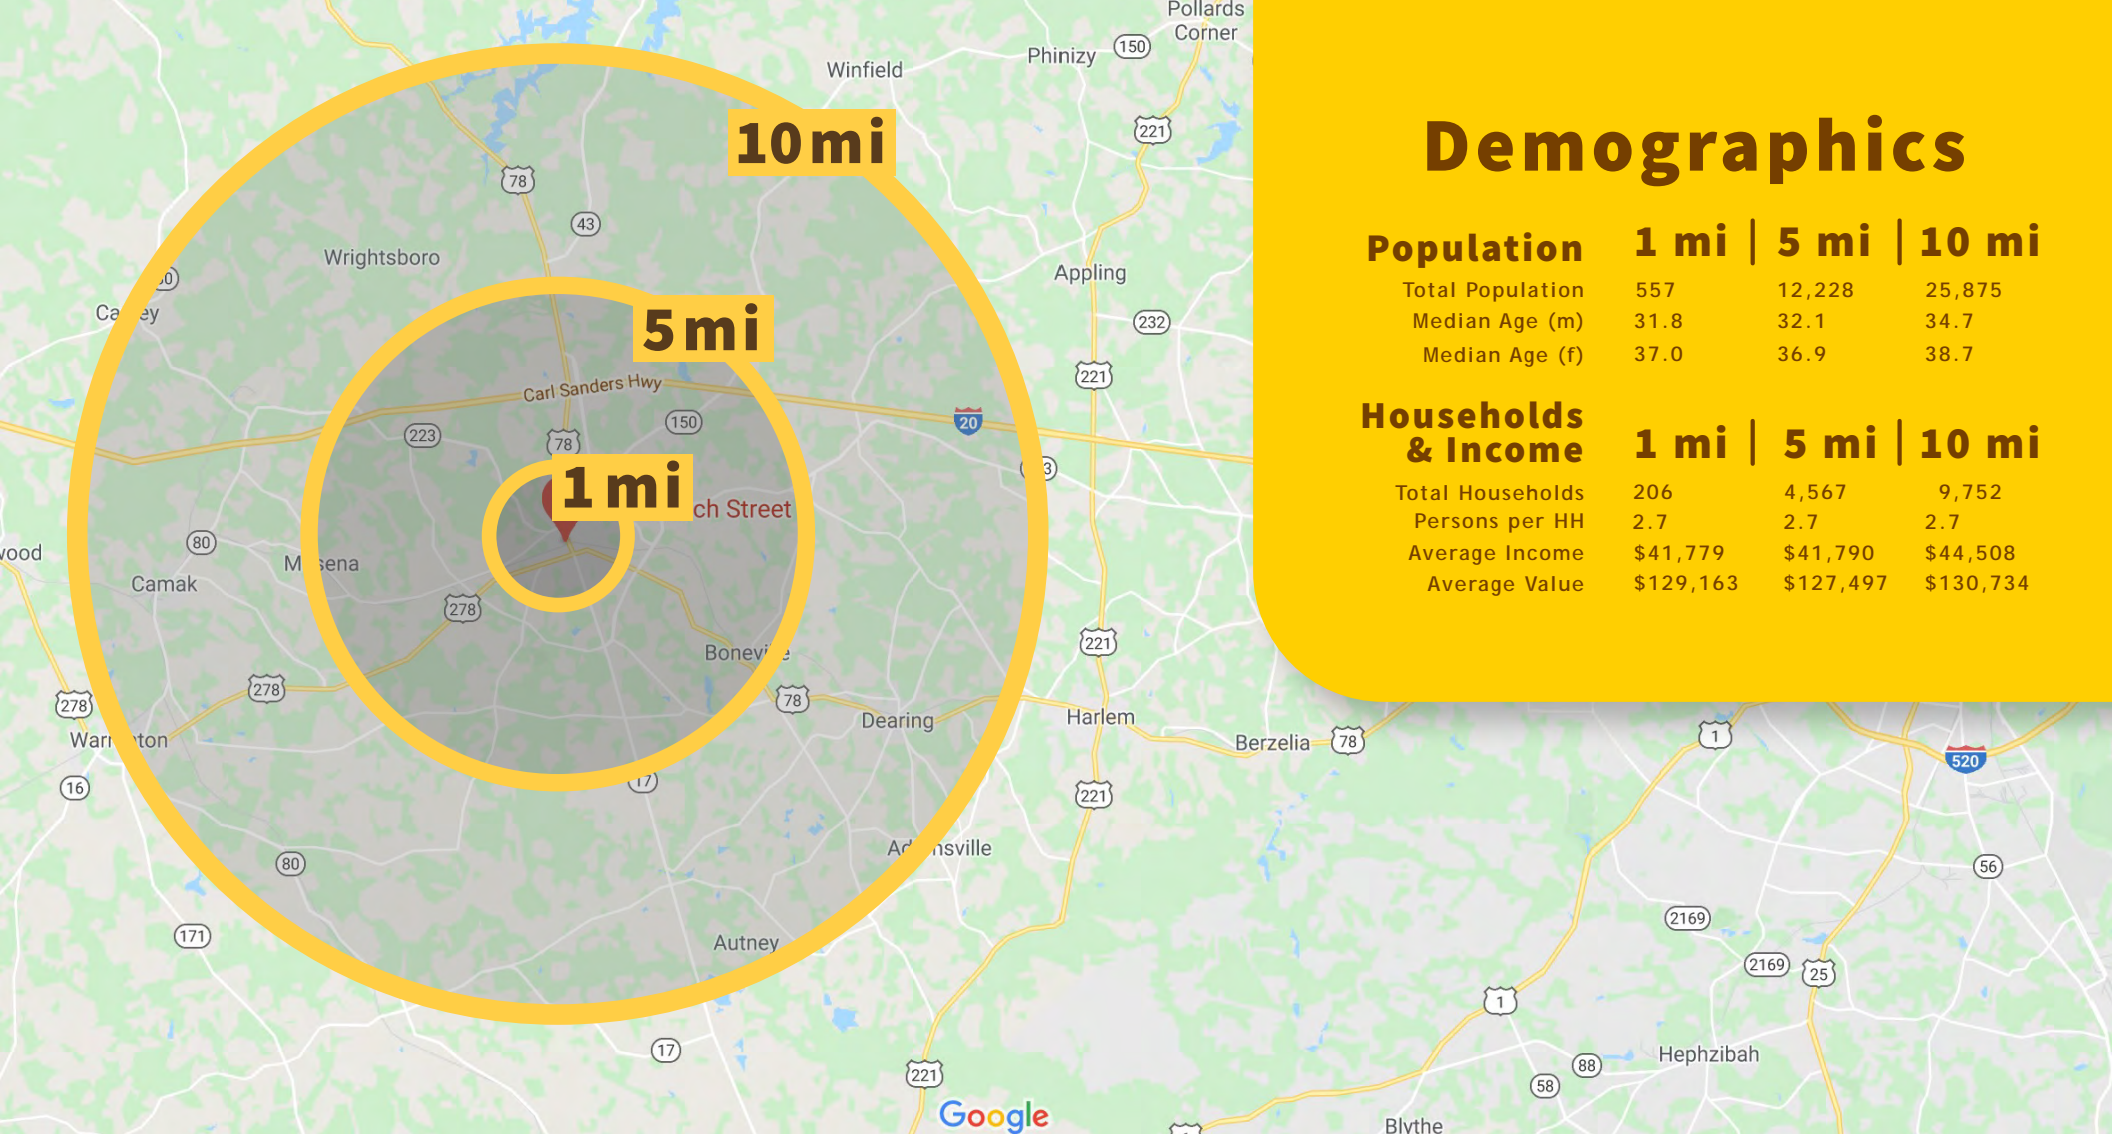 Pollards
Corner
Phinizy
150
Winfield
221
10 mi
78
43
Wrightsboro
Appling
232
5 mi
221
Carl Sanders Hwy
20
223
150
78
1 mi
ch Street
80
Camak
278
221
Dearing
Harlem
Berzelia
78
78
278
278
16
17
221
80
171
Autney
17
221
Google
1
520
56
2169
2169
25
1
Hephzibah
88
58
Blythe
Demographics
Population 1 mi | 5 mi | 10 mi
Total Population 557 12,228 25,875
Median Age (m) 31.8 32.1 34.7
Median Age (f) 37.0 36.9 38.7
Households
& Income 1 mi | 5 mi | 10 mi
Total Households 206 4,567 9,752
Persons per HH 2.7 2.7 2.7
Average Income $41,779 $41,790 $44,508
Average Value $129,163 $127,497 $130,734